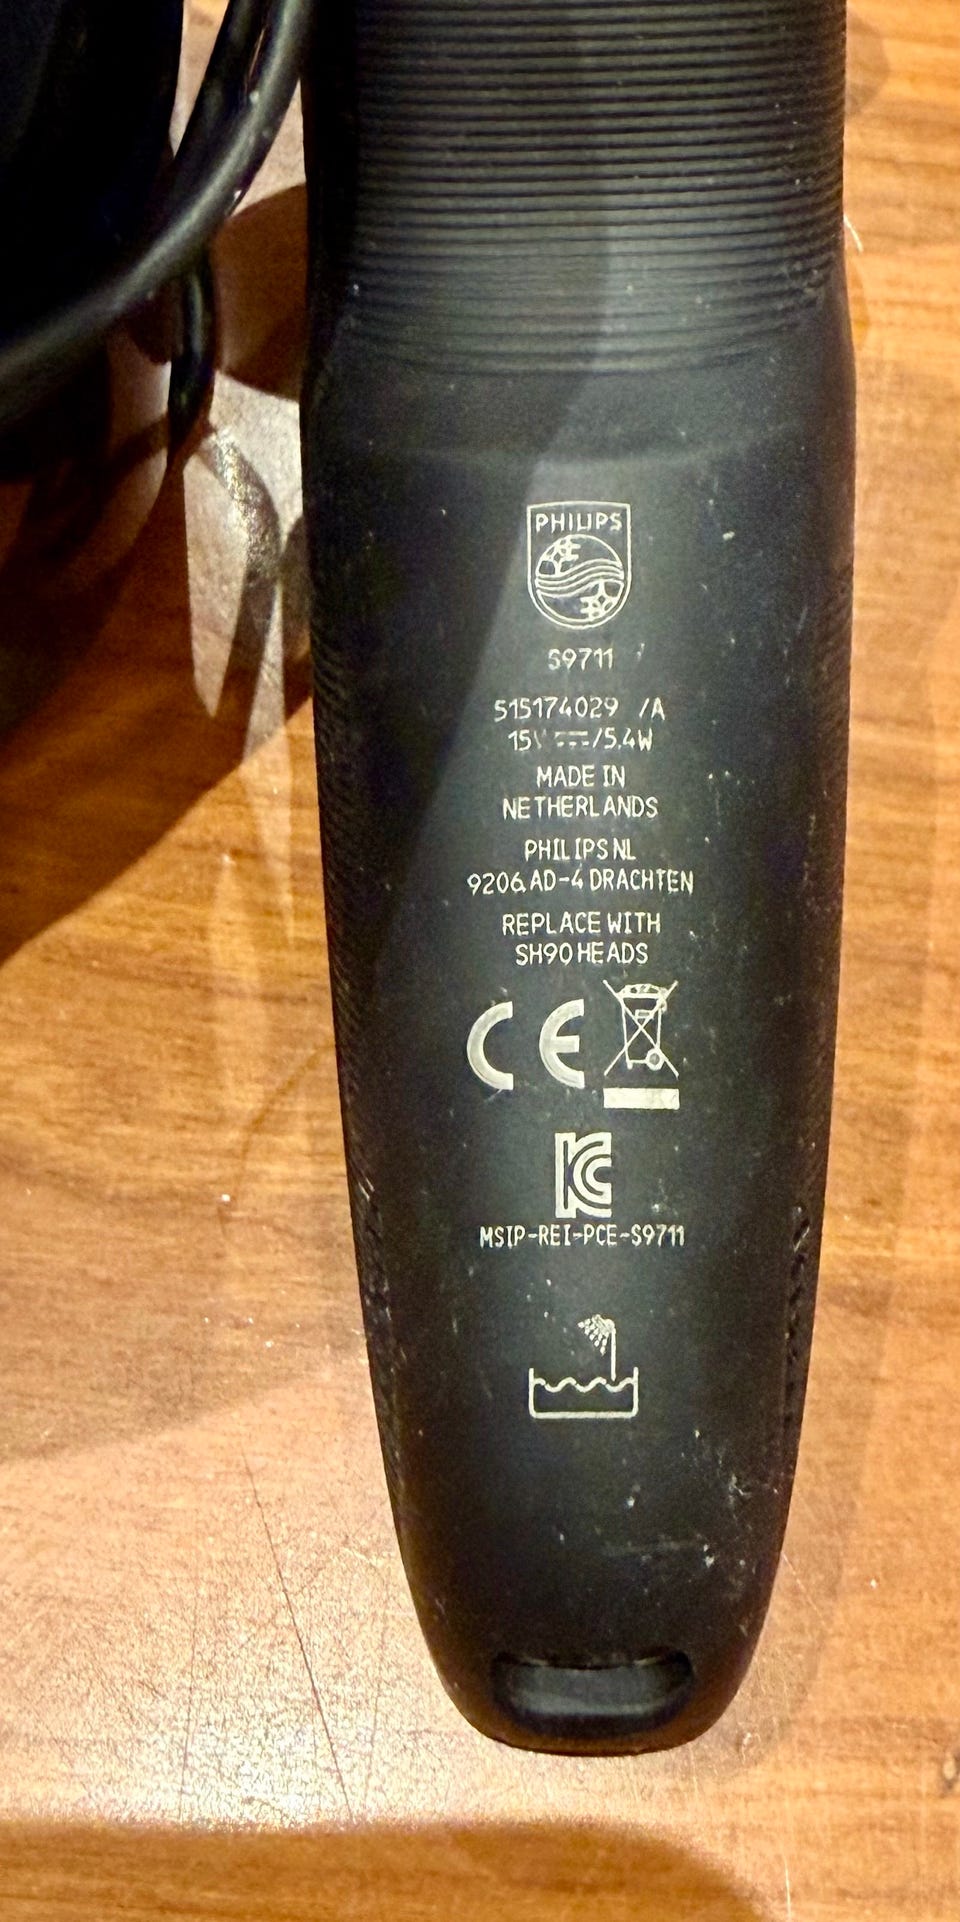 PHILIPS
S9711
515174029 /A
15V ⎓/5.4W
MADE IN
NETHERLANDS
PHILIPS NL
9206 AD-4 DRACHTEN
REPLACE WITH
SH90 HEADS
CE
KC
MSIP-REI-PCE-S9711